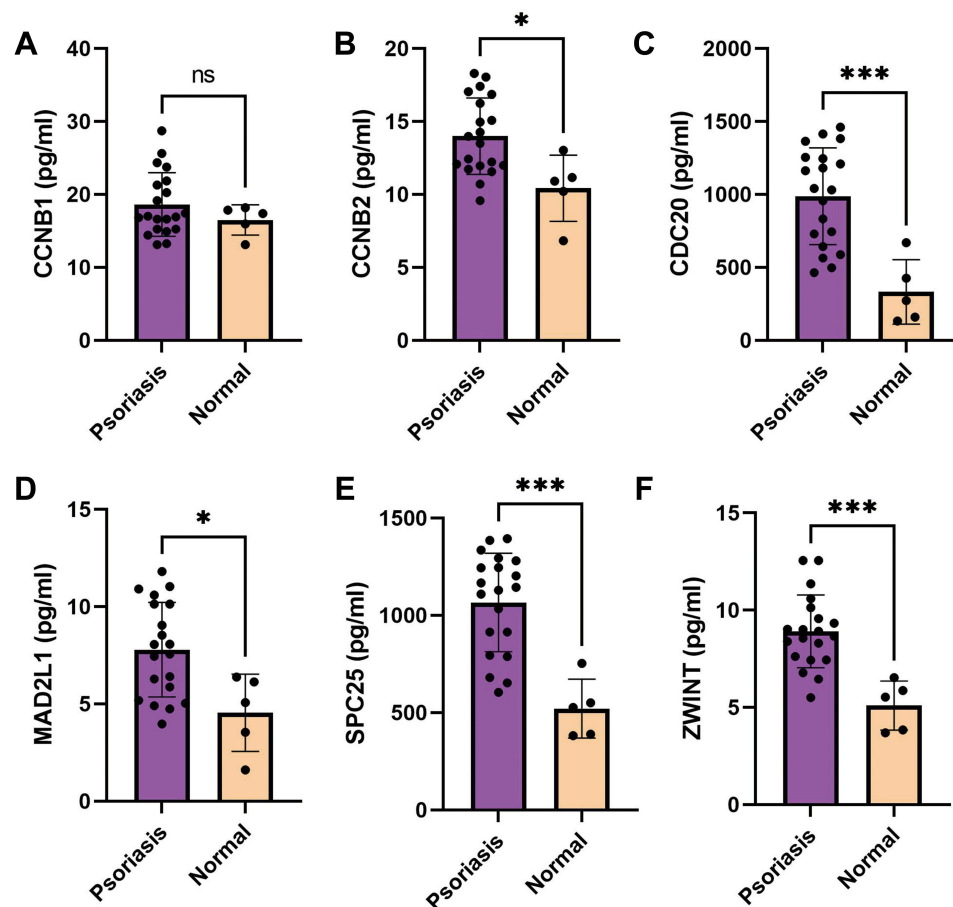 A
CCNB1 (pg/ml)
40
30
20
10
0
ns
Psoriasis
Normal
B
CCNB2 (pg/ml)
20
15
10
5
0
*
Psoriasis
Normal
C
CDC20 (pg/ml)
2000
1500
1000
500
0
***
Psoriasis
Normal
D
MAD2L1 (pg/ml)
15
10
5
0
*
Psoriasis
Normal
E
SPC25 (pg/ml)
1500
1000
500
0
***
Psoriasis
Normal
F
ZWINT (pg/ml)
15
10
5
0
***
Psoriasis
Normal